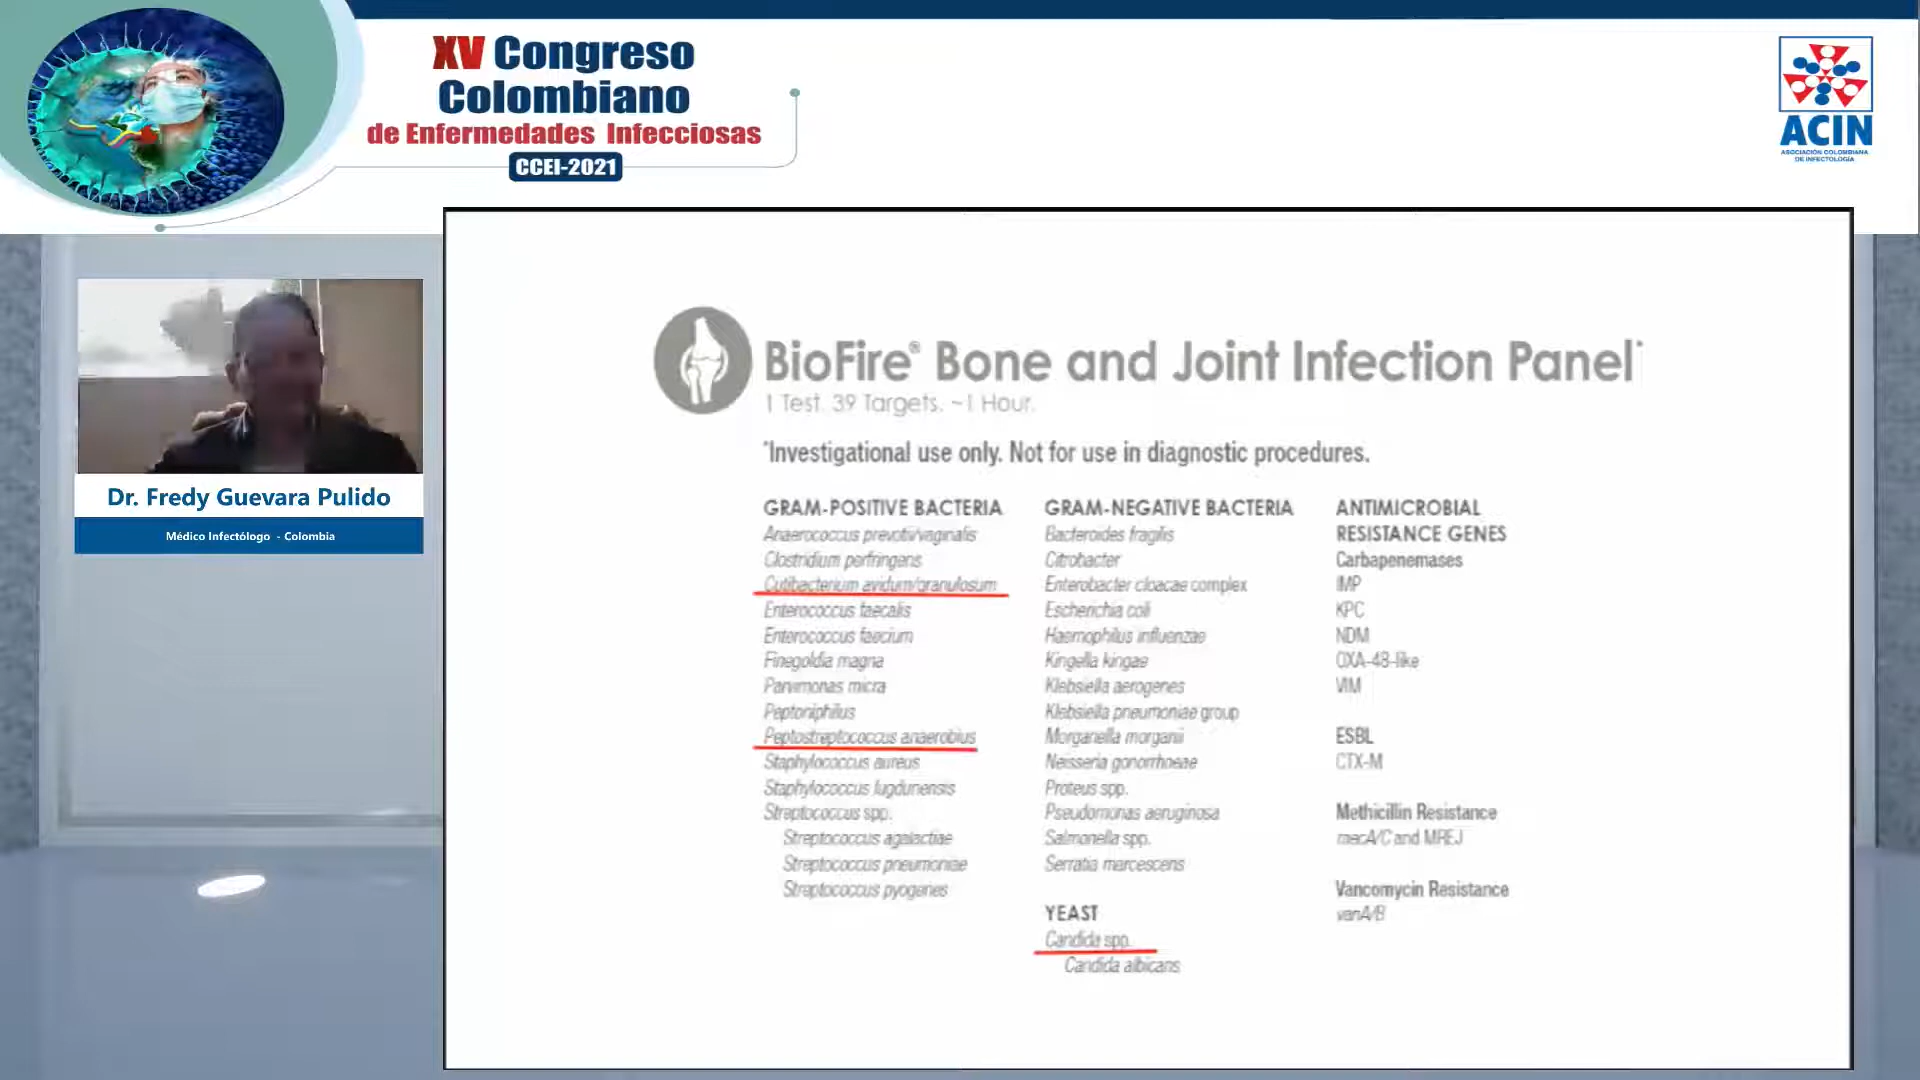 XV Congreso
Colombiano
de Enfermedades Infecciosas
CCEI-2021
ACIN
ASOCIACIÓN COLOMBIANA
DE INFECTOLOGÍA
Dr. Fredy Guevara Pulido
Médico Infectólogo - Colombia
BioFire® Bone and Joint Infection Panel*
1 Test. 39 Targets. ~1 Hour.
*Investigational use only. Not for use in diagnostic procedures.
GRAM-POSITIVE BACTERIA
Anaerococcus prevotii/vaginalis
Clostridium perfringens
Cutibacterium avidum/granulosum
Enterococcus faecalis
Enterococcus faecium
Finegoldia magna
Parvimonas micra
Peptoniphilus
Peptostreptococcus anaerobius
Staphylococcus aureus
Staphylococcus lugdunensis
Streptococcus spp.
Streptococcus agalactiae
Streptococcus pneumoniae
Streptococcus pyogenes
GRAM-NEGATIVE BACTERIA
Bacteroides fragilis
Citrobacter
Enterobacter cloacae complex
Escherichia coli
Haemophilus influenzae
Kingella kingae
Klebsiella aerogenes
Klebsiella pneumoniae group
Morganella morganii
Neisseria gonorrhoeae
Proteus spp.
Pseudomonas aeruginosa
Salmonella spp.
Serratia marcescens
YEAST
Candida spp.
Candida albicans
ANTIMICROBIAL
RESISTANCE GENES
Carbapenemases
IMP
KPC
NDM
OXA-48-like
VIM
ESBL
CTX-M
Methicillin Resistance
mecA/C and MREJ
Vancomycin Resistance
vanA/B